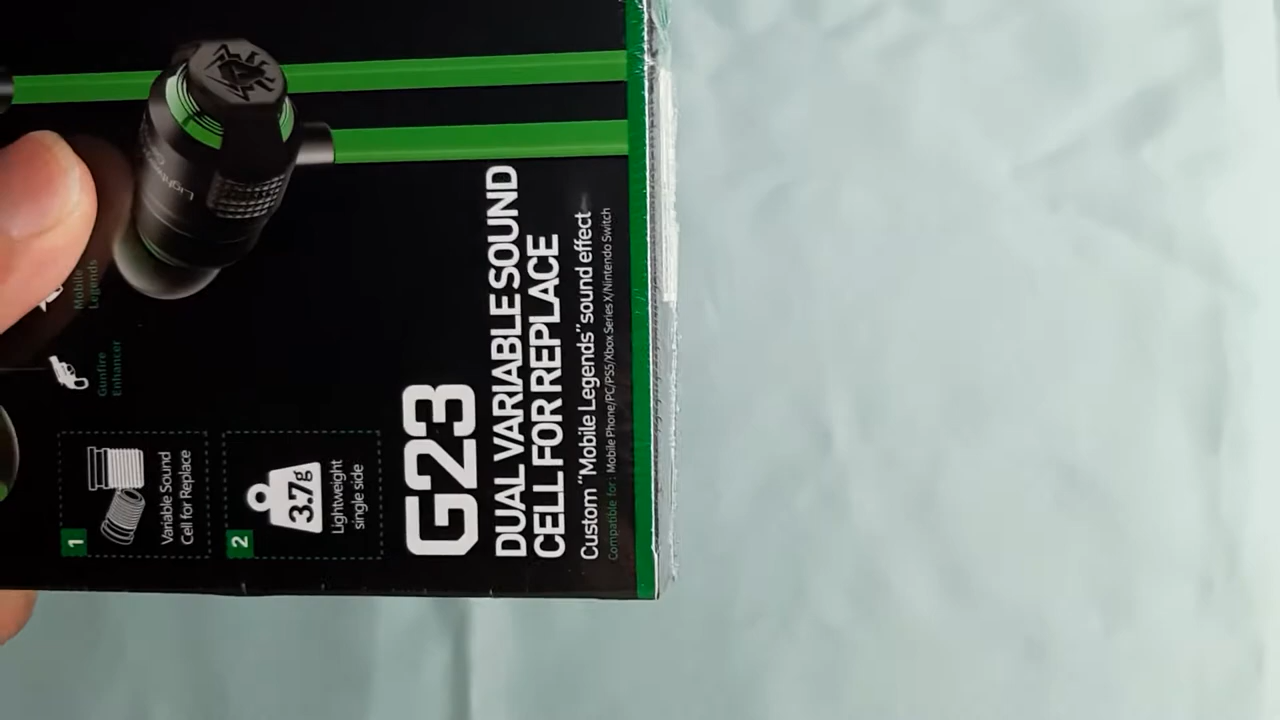 Mobile
Legends
Gunfire
Enhancer
1
Variable Sound
Cell for Replace
2
3.7g
Lightweight
single side
G23
DUAL VARIABLE SOUND
CELL FOR REPLACE
Custom "Mobile Legends" sound effect
Compatible for: Mobile Phone/PC/PS5/Xbox Series X/Nintendo Switch